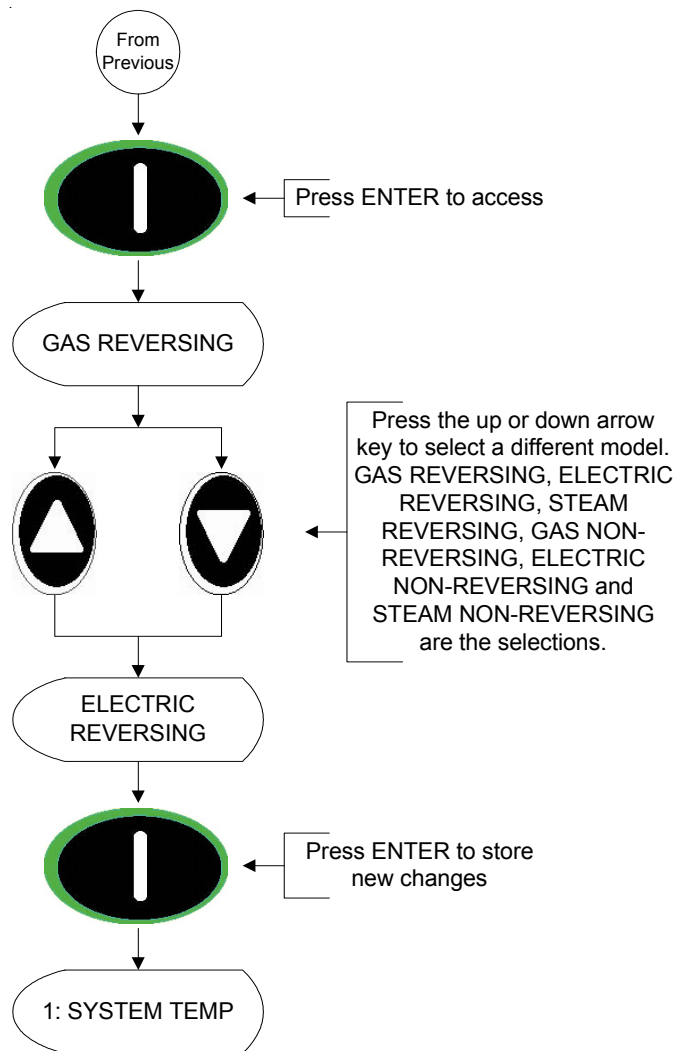 From
Previous
Press ENTER to access
GAS REVERSING
Press the up or down arrow
key to select a different model.
GAS REVERSING, ELECTRIC
REVERSING, STEAM
REVERSING, GAS NON-
REVERSING, ELECTRIC
NON-REVERSING and
STEAM NON-REVERSING
are the selections.
ELECTRIC
REVERSING
Press ENTER to store
new changes
1: SYSTEM TEMP